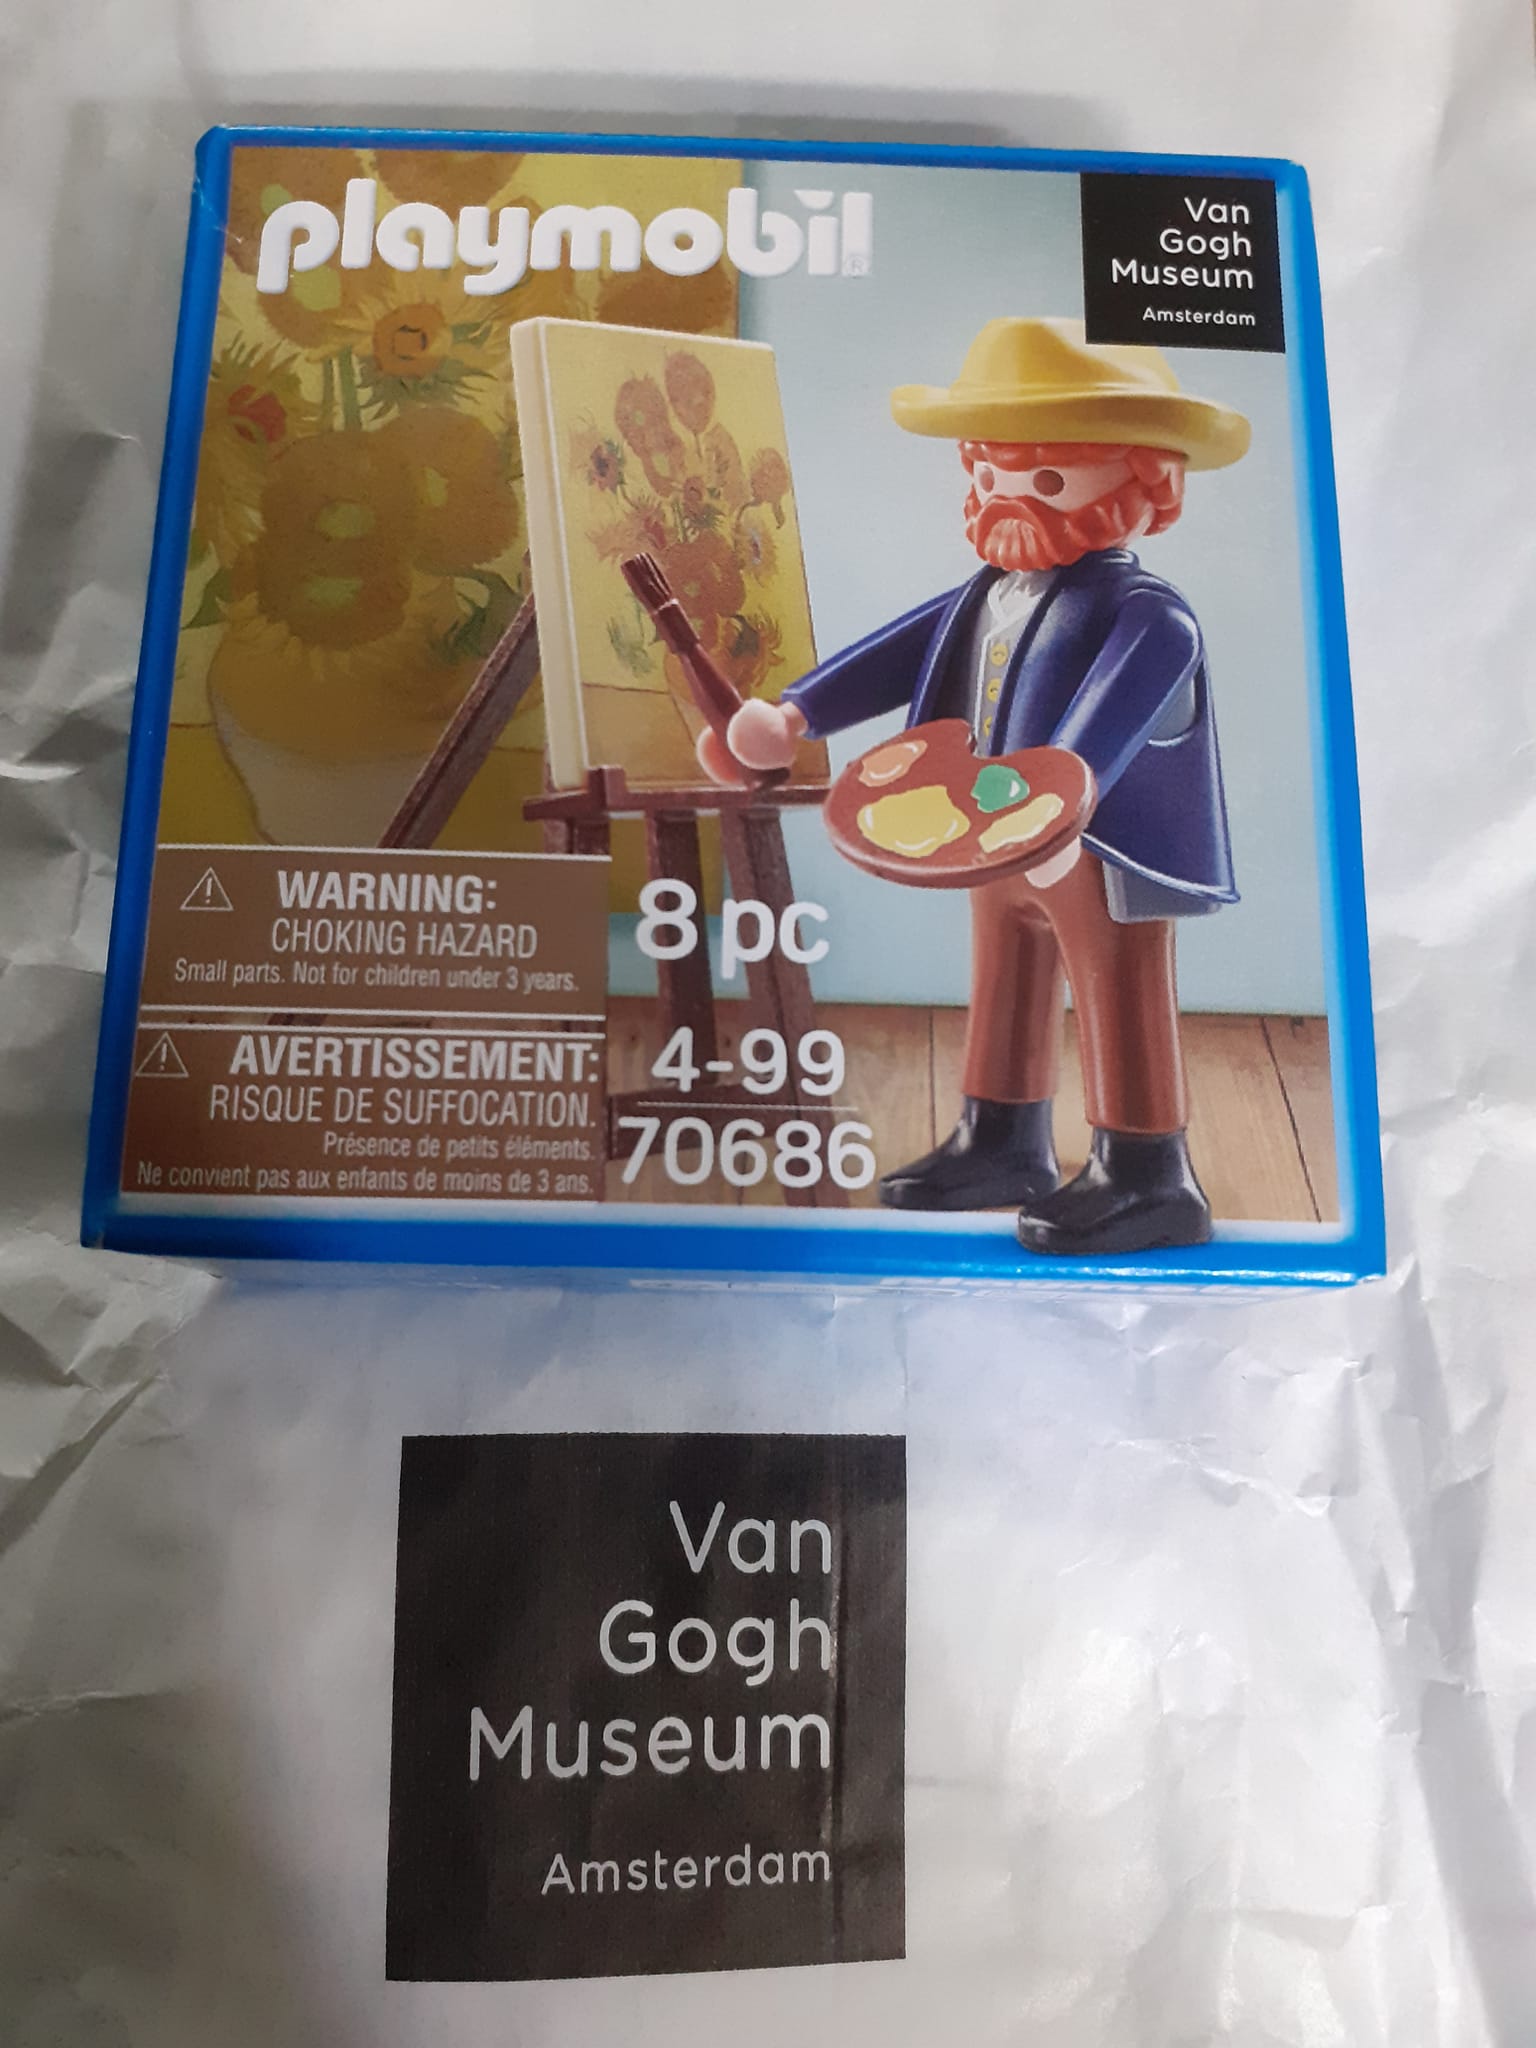 playmobil®
Van
Gogh
Museum
Amsterdam
WARNING:
CHOKING HAZARD
Small parts. Not for children under 3 years.
AVERTISSEMENT:
RISQUE DE SUFFOCATION.
Présence de petits éléments.
Ne convient pas aux enfants de moins de 3 ans.
8 pc
4-99
70686
Van
Gogh
Museum
Amsterdam